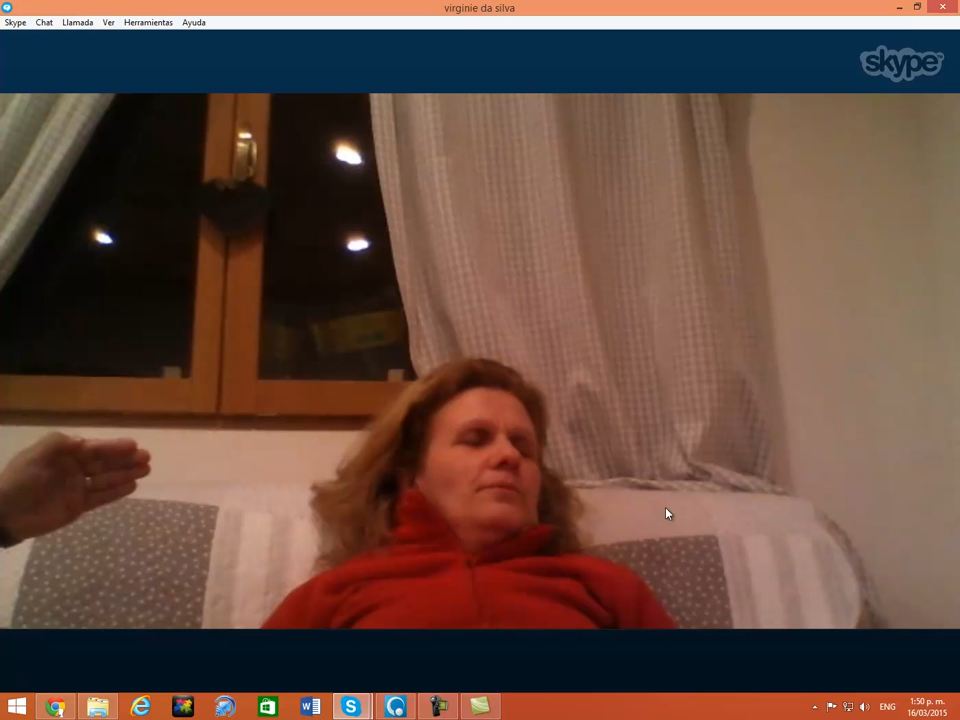 virginie da silva
Skype Chat Llamada Ver Herramientas Ayuda
skype
ENG
1:50 p. m.
16/03/2015